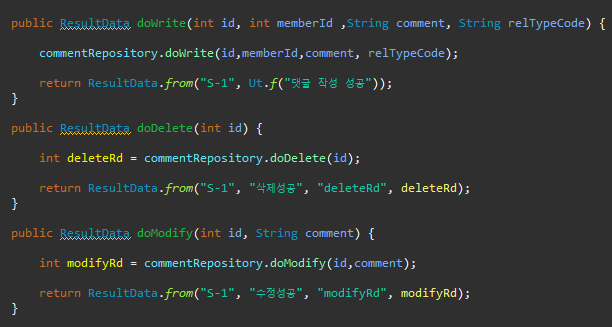 public ResultData doWrite(int id, int memberId ,String comment, String relTypeCode) {
commentRepository.doWrite(id,memberId,comment, relTypeCode);
return ResultData.from("S-1", Ut.f("댓글 작성 성공"));
}
public ResultData doDelete(int id) {
int deleteRd = commentRepository.doDelete(id);
return ResultData.from("S-1", "삭제성공", "deleteRd", deleteRd);
}
public ResultData doModify(int id, String comment) {
int modifyRd = commentRepository.doModify(id,comment);
return ResultData.from("S-1", "수정성공", "modifyRd", modifyRd);
}